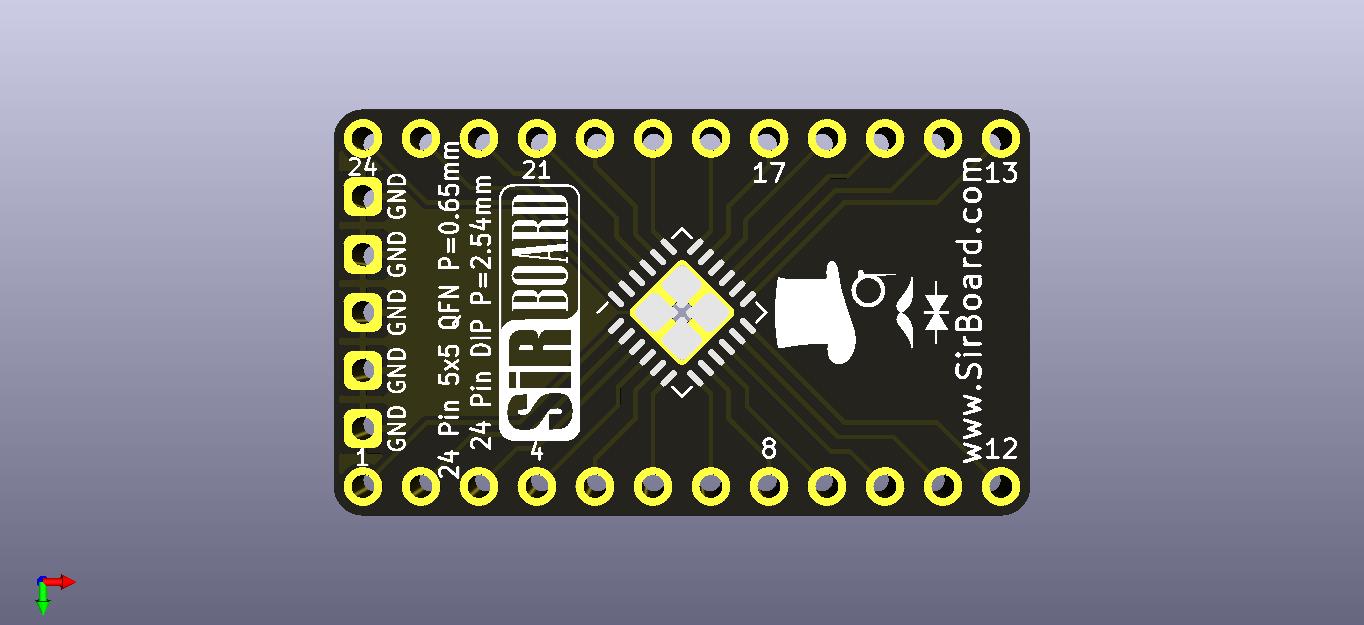 24
21
17
13
GND
GND
GND
GND
GND
24 Pin 5x5 QFN P=0.65mm
24 Pin DIP P=2.54mm
SiR BOARD
www.SirBoard.com
1
4
8
12